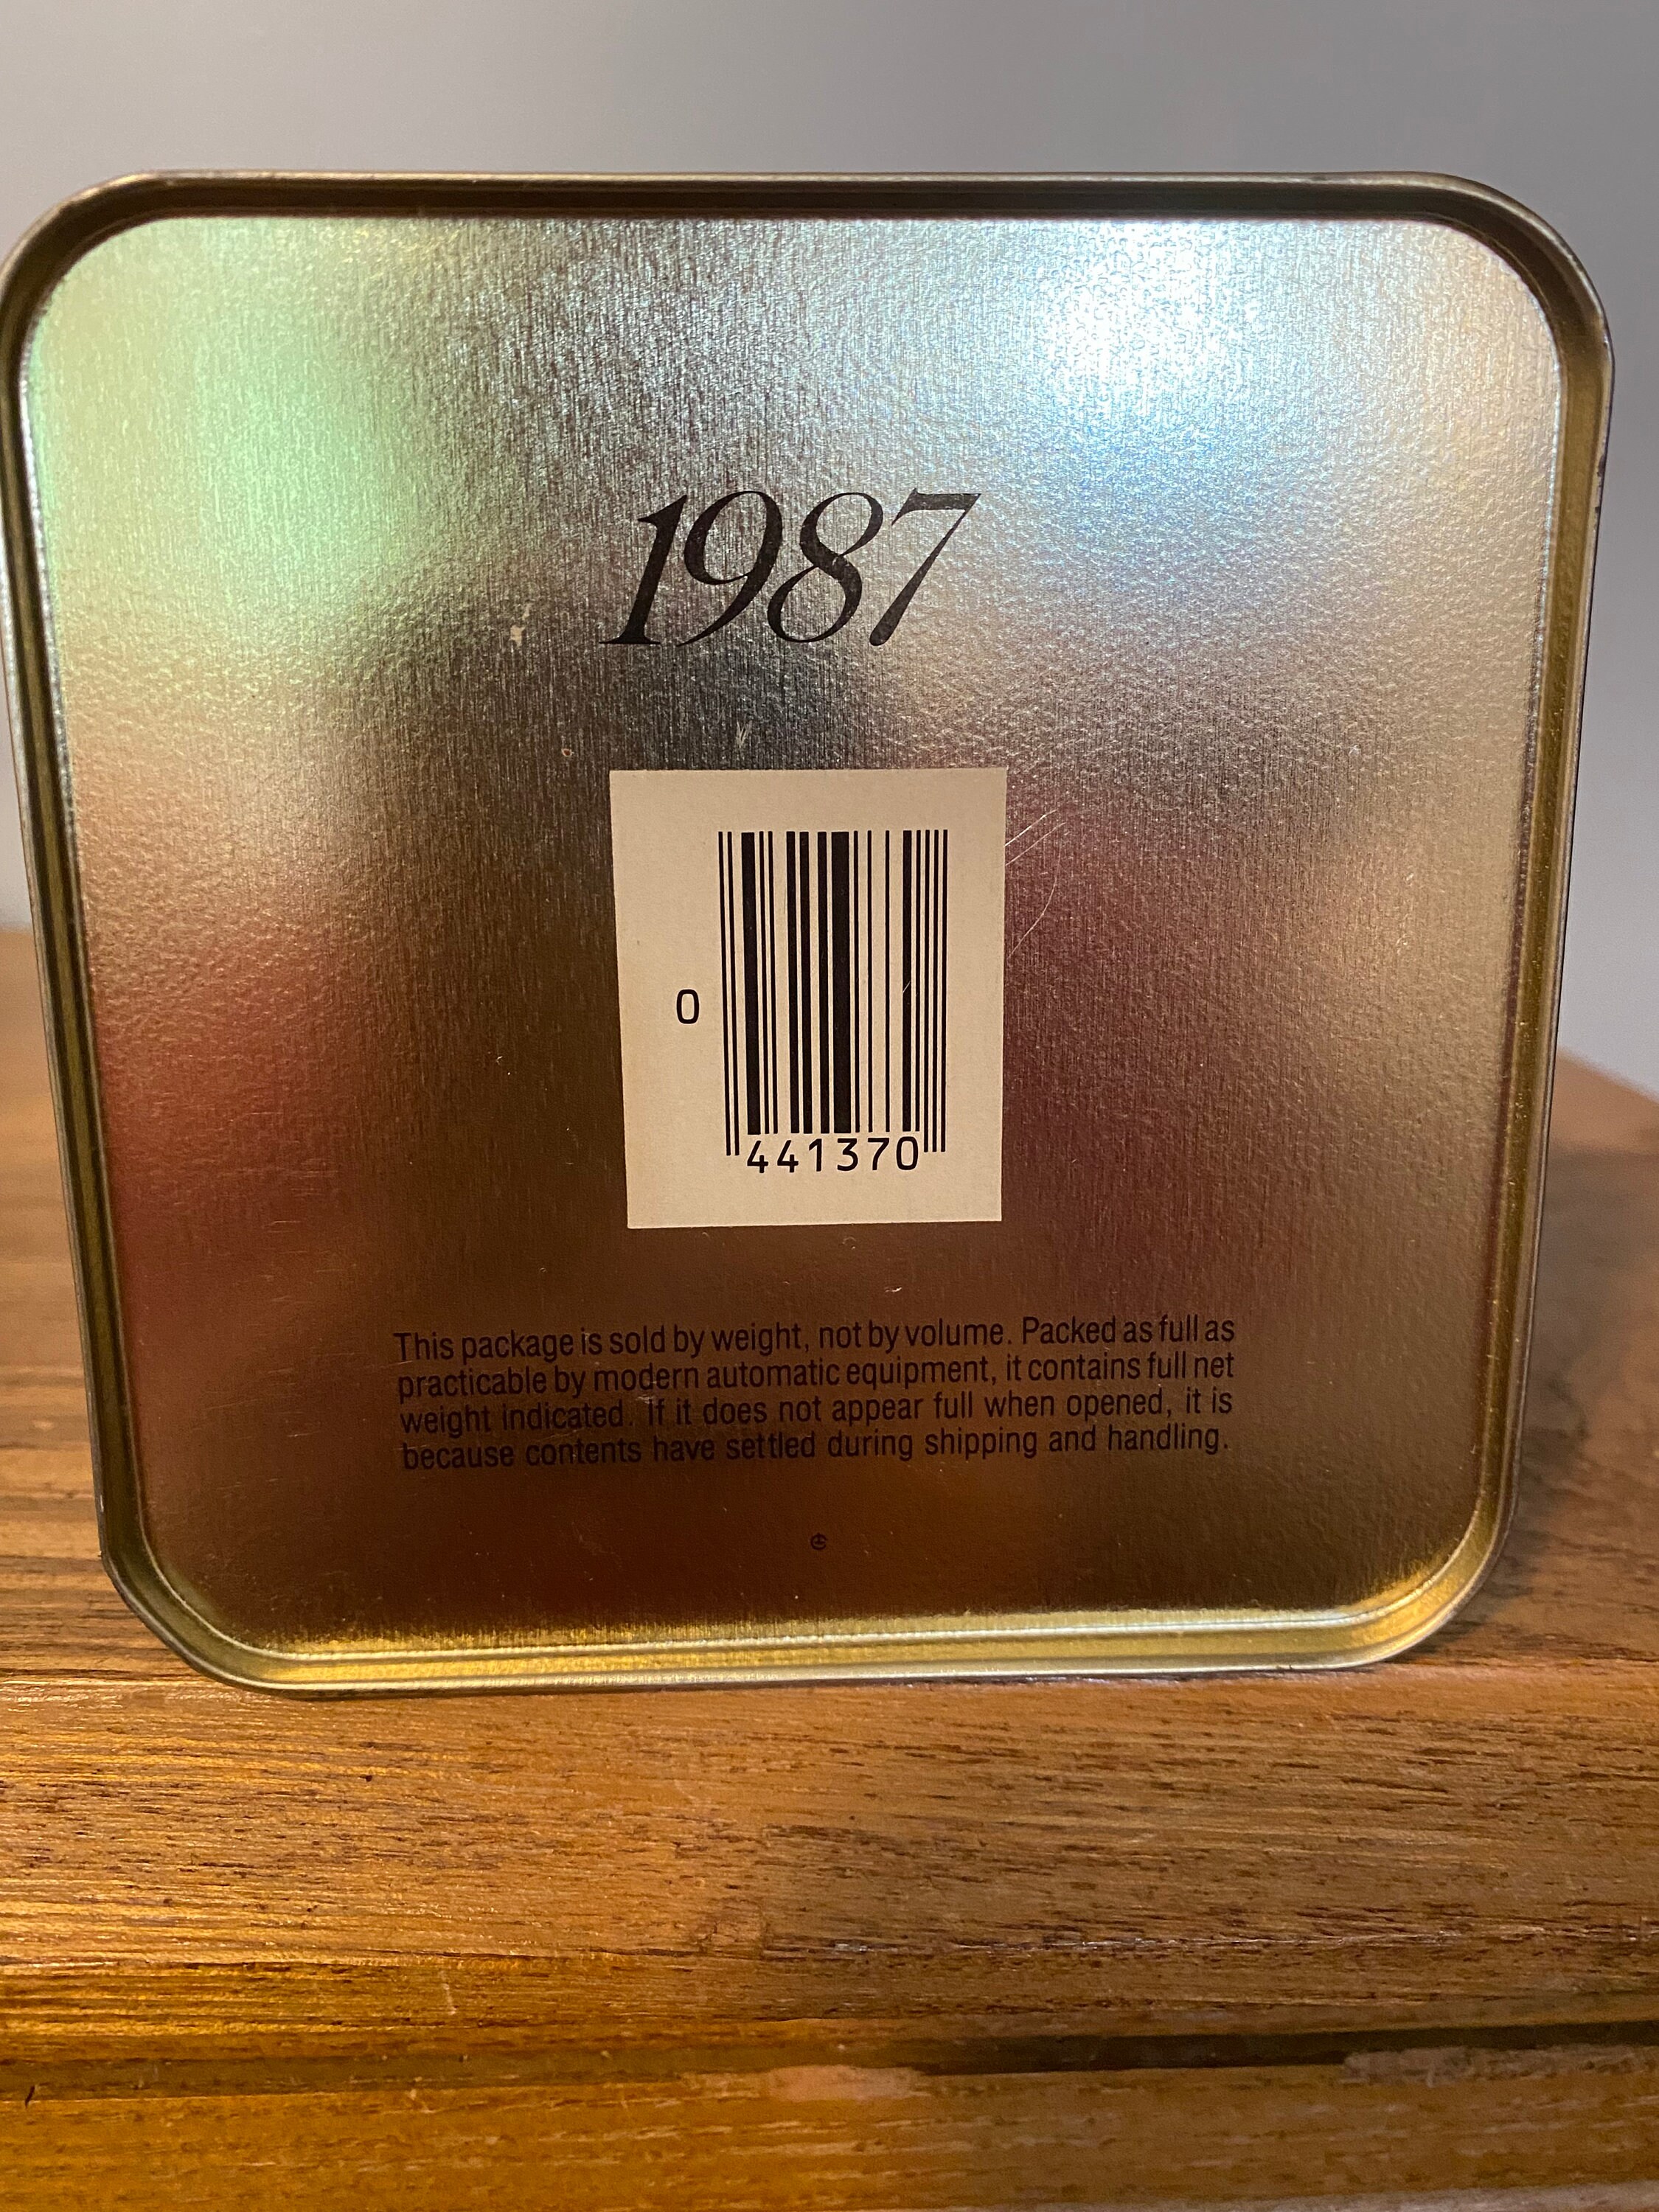 1987
0
441370
This package is sold by weight, not by volume. Packed as full as
practicable by modern automatic equipment, it contains full net
weight indicated. If it does not appear full when opened, it is
because contents have settled during shipping and handling.